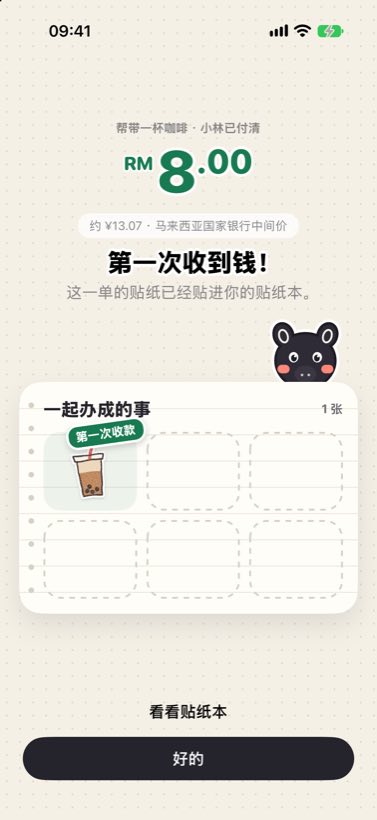 09:41
帮带一杯咖啡 · 小林已付清
RM 8.00
约 ¥13.07 · 马来西亚国家银行中间价
第一次收到钱！
这一单的贴纸已经贴进你的贴纸本。
一起办成的事
1 张
第一次收款
看看贴纸本
好的